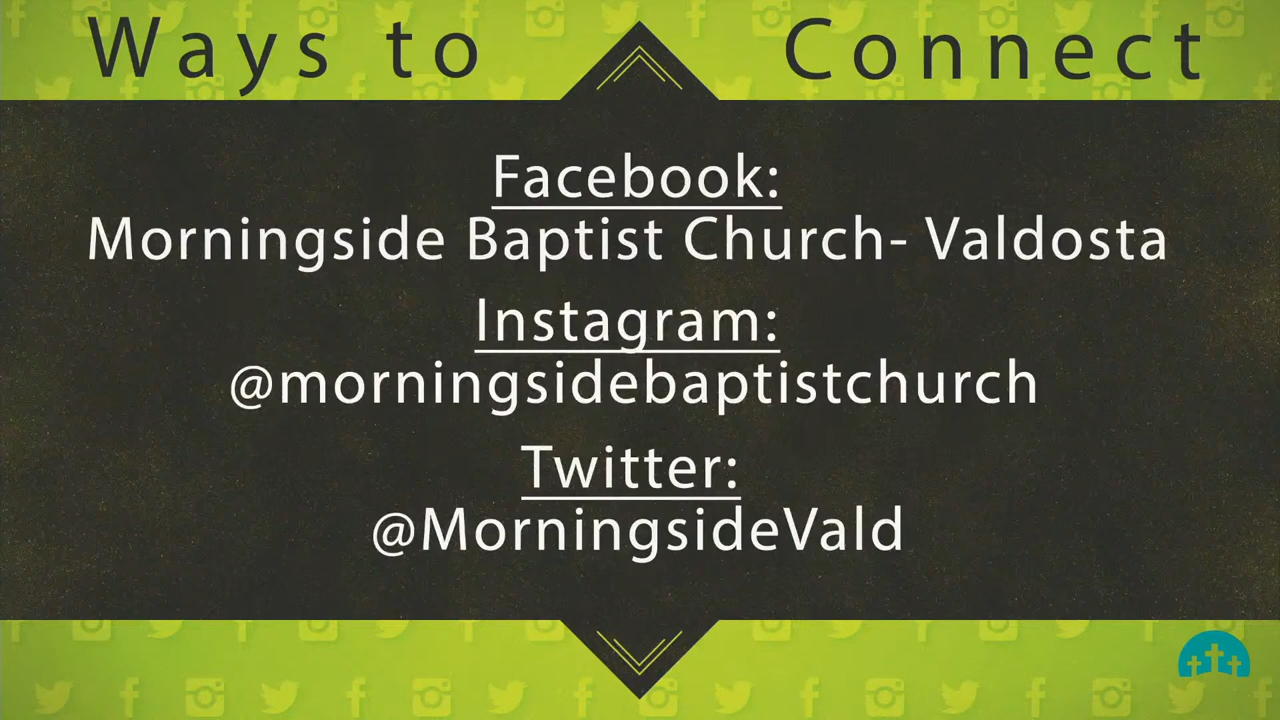 Ways to Connect
Facebook:
Morningside Baptist Church- Valdosta
Instagram:
@morningsidebaptistchurch
Twitter:
@MorningsideVald